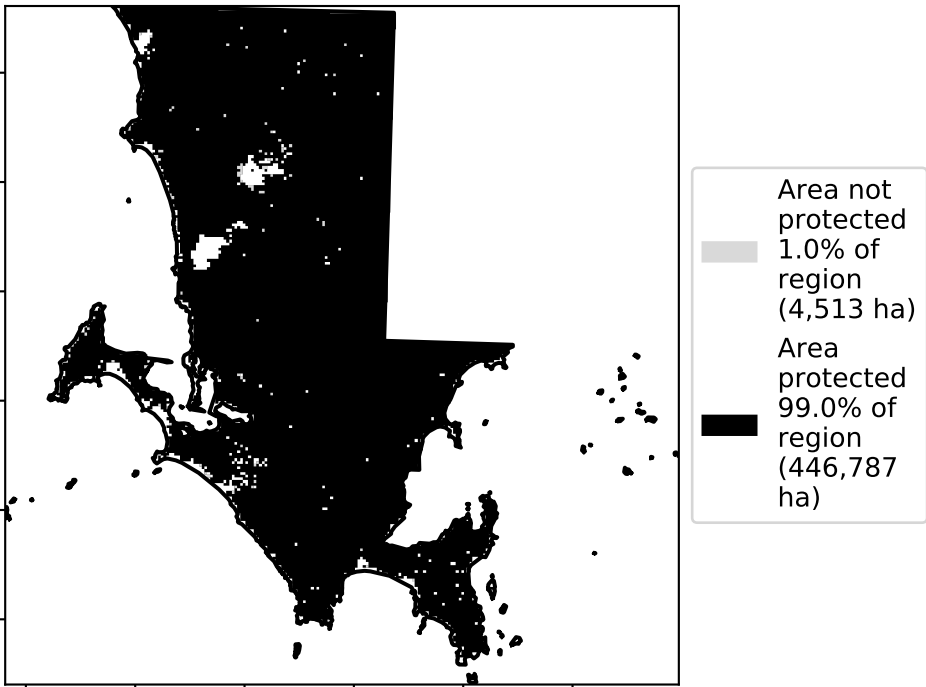 Area not
protected
1.0% of
region
(4,513 ha)
Area
protected
99.0% of
region
(446,787
ha)